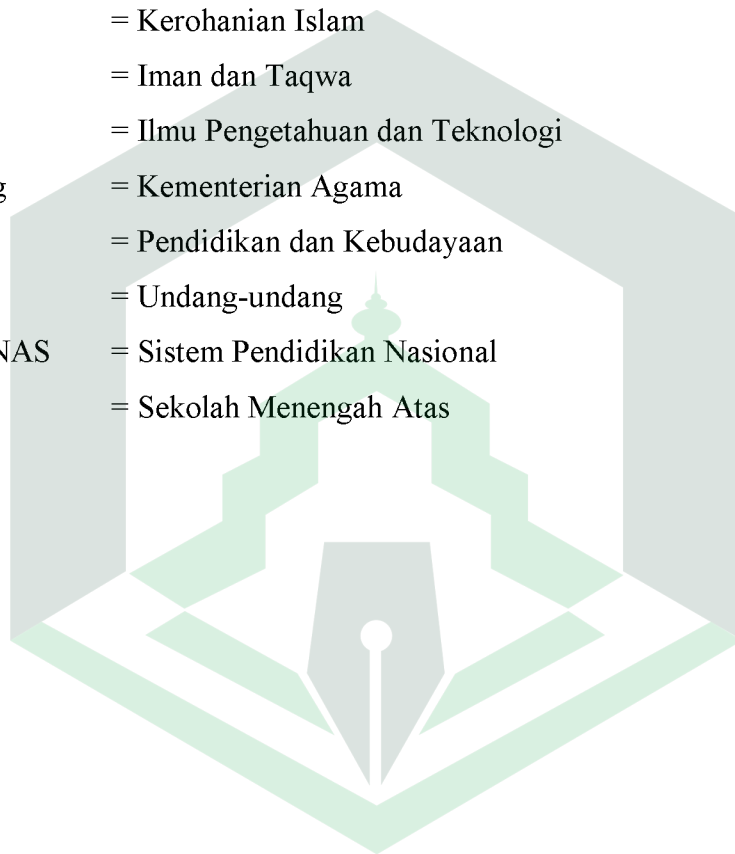 = Kerohanian Islam
= Iman dan Taqwa
= Ilmu Pengetahuan dan Teknologi
g = Kementerian Agama
= Pendidikan dan Kebudayaan
= Undang-undang
NAS = Sistem Pendidikan Nasional
= Sekolah Menengah Atas